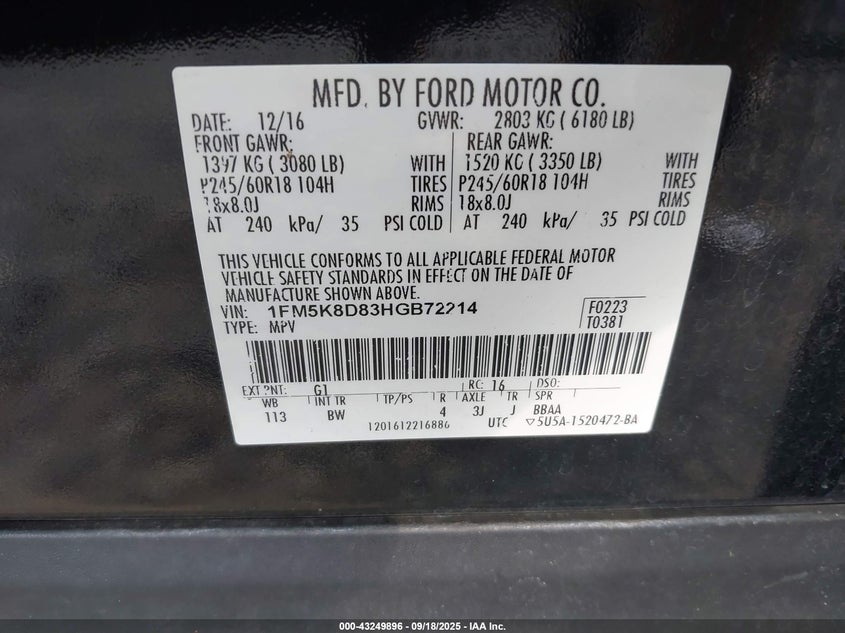 MFD. BY FORD MOTOR CO.
DATE: 12/16 GVWR: 2803 KG ( 6180 LB)
FRONT GAWR: REAR GAWR:
1397 KG ( 3080 LB) WITH 1520 KG ( 3350 LB) WITH
P245/60R18 104H TIRES P245/60R18 104H TIRES
18x8.0J RIMS 18x8.0J RIMS
AT 240 kPa/ 35 PSI COLD AT 240 kPa/ 35 PSI COLD
THIS VEHICLE CONFORMS TO ALL APPLICABLE FEDERAL MOTOR
VEHICLE SAFETY STANDARDS IN EFFECT ON THE DATE OF
MANUFACTURE SHOWN ABOVE.
VIN: 1FM5K8D83HGB72214 F0223
TYPE: MPV T0381
EXT PNT: G1 RC: 16 DSO:
WB INT TR TP/PS R AXLE TR SPR
113 BW 4 3J J BBAA
1201612216886 UTC ▽5U5A-1520472-BA
000-43249896 - 09/18/2025 - IAA Inc.